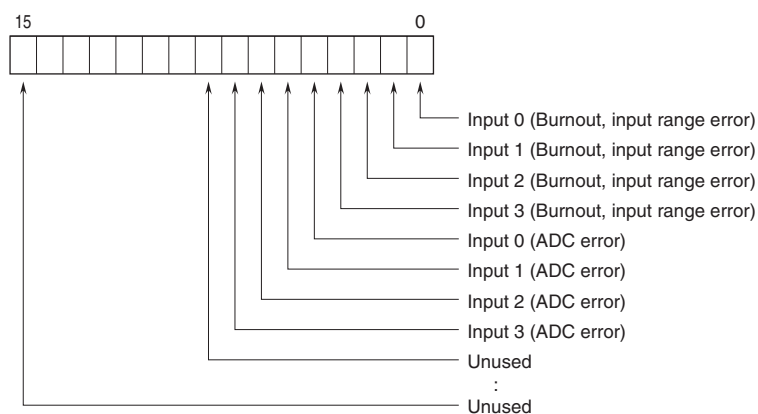 15 0
Input 0 (Burnout, input range error)
Input 1 (Burnout, input range error)
Input 2 (Burnout, input range error)
Input 3 (Burnout, input range error)
Input 0 (ADC error)
Input 1 (ADC error)
Input 2 (ADC error)
Input 3 (ADC error)
Unused
:
Unused